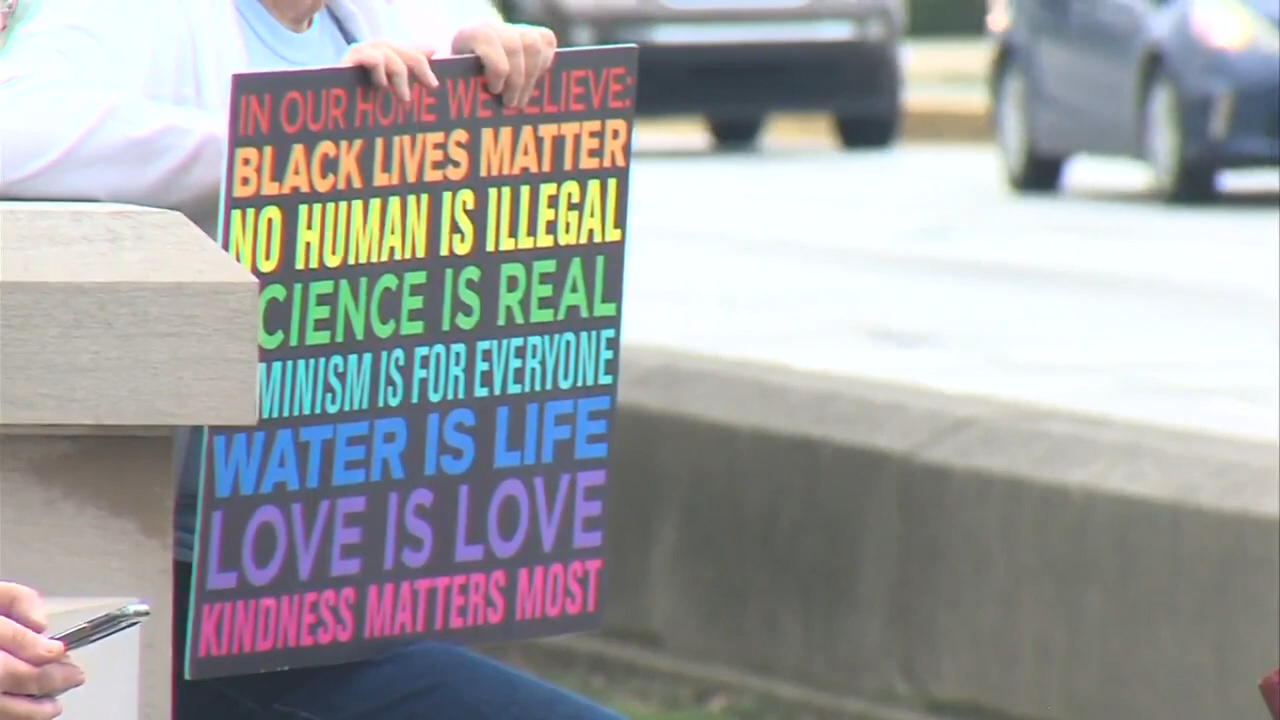 IN OUR HOME WE BELIEVE:
BLACK LIVES MATTER
NO HUMAN IS ILLEGAL
CIENCE IS REAL
MINISM IS FOR EVERYONE
WATER IS LIFE
LOVE IS LOVE
KINDNESS MATTERS MOST